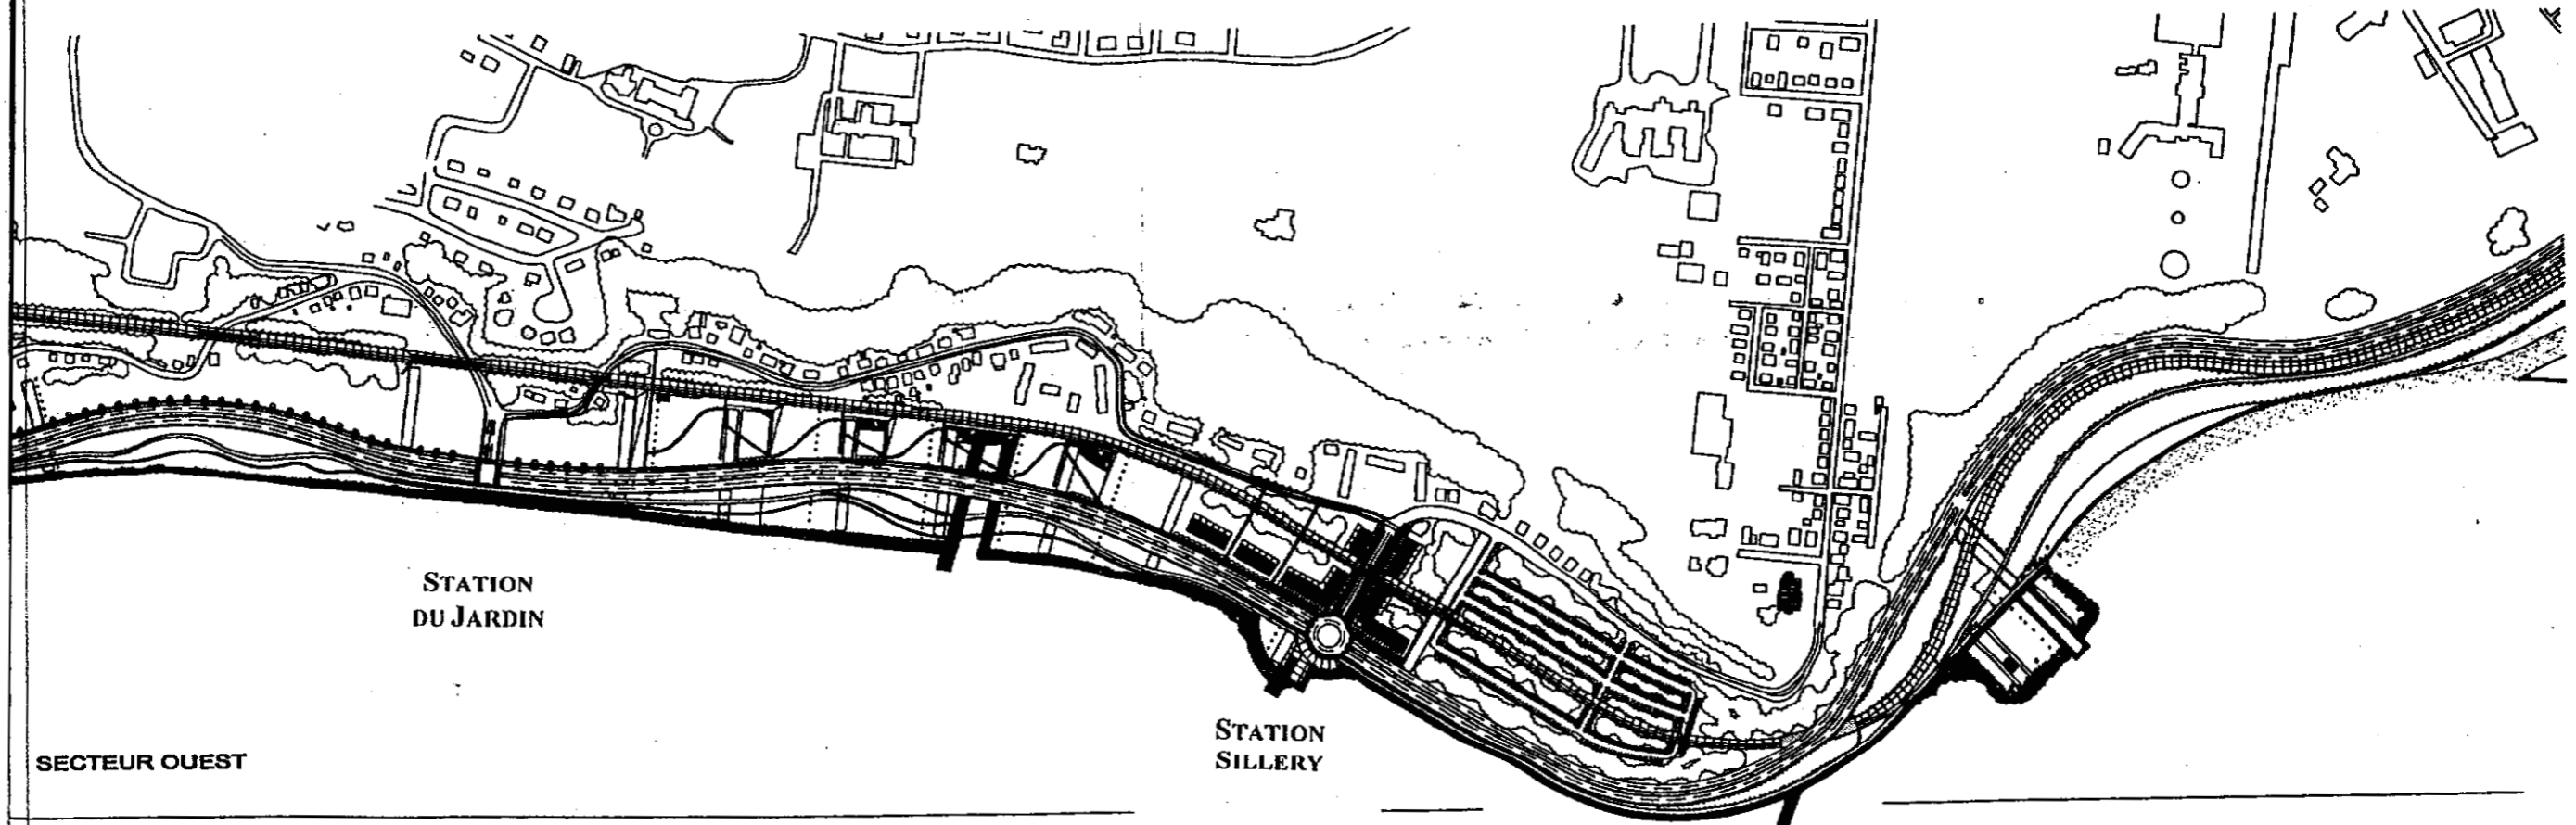 STATION
DU JARDIN
STATION
SILLERY
SECTEUR OUEST